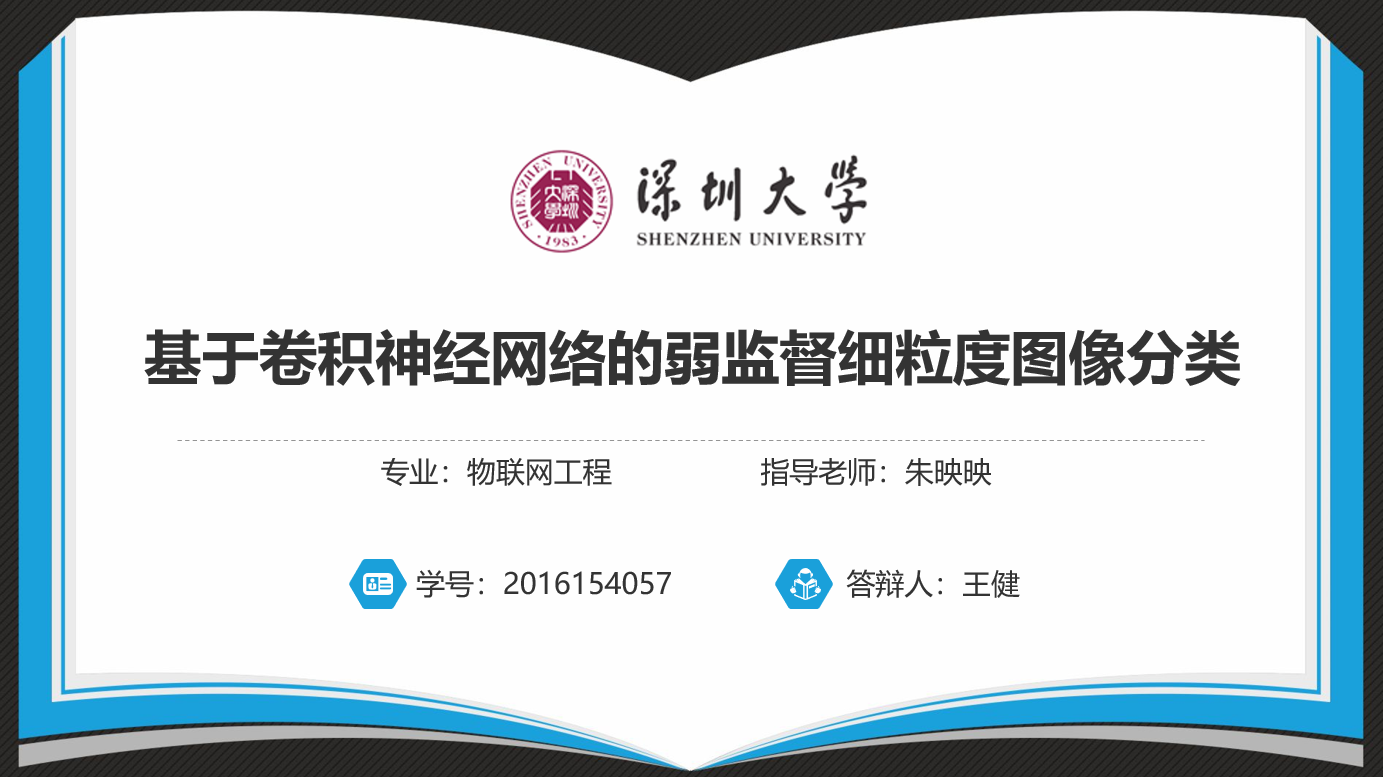 SHENZHEN UNIVERSITY
深圳大學
·1983·
深圳大學
SHENZHEN UNIVERSITY
基于卷积神经网络的弱监督细粒度图像分类
专业：物联网工程 指导老师：朱映映
学号：2016154057 答辩人：王健